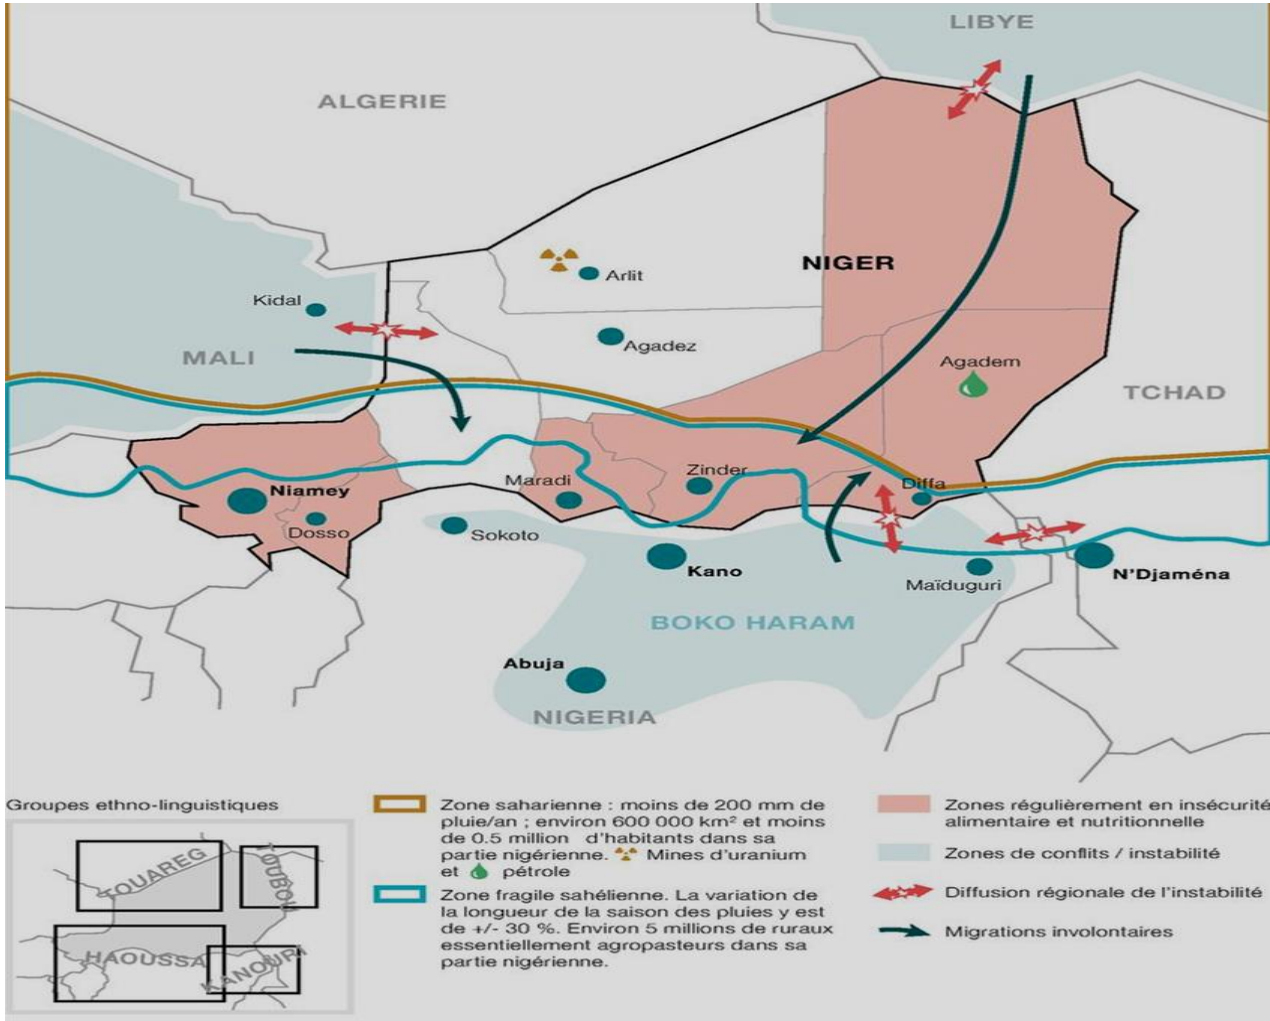 LIBYE
ALGERIE
NIGER
Arlit
Kidal
Agadez
MALI
Agadem
TCHAD
Maradi
Zinder
Diffa
Niamey
Dosso
Sokoto
Kano
Maïduguri
N'Djaména
BOKO HARAM
Abuja
NIGERIA
Groupes ethno-linguistiques
TOUAREG
TOUBOU
HAOUSSA
KANOURI
Zone saharienne : moins de 200 mm de
pluie/an ; environ 600 000 km² et moins
de 0.5 million d'habitants dans sa
partie nigérienne. Mines d'uranium
et pétrole
Zone fragile sahélienne. La variation de
la longueur de la saison des pluies y est
de +/- 30 %. Environ 5 millions de ruraux
essentiellement agropasteurs dans sa
partie nigérienne.
Zones régulièrement en insécurité
alimentaire et nutritionnelle
Zones de conflits / instabilité
Diffusion régionale de l'instabilité
Migrations involontaires